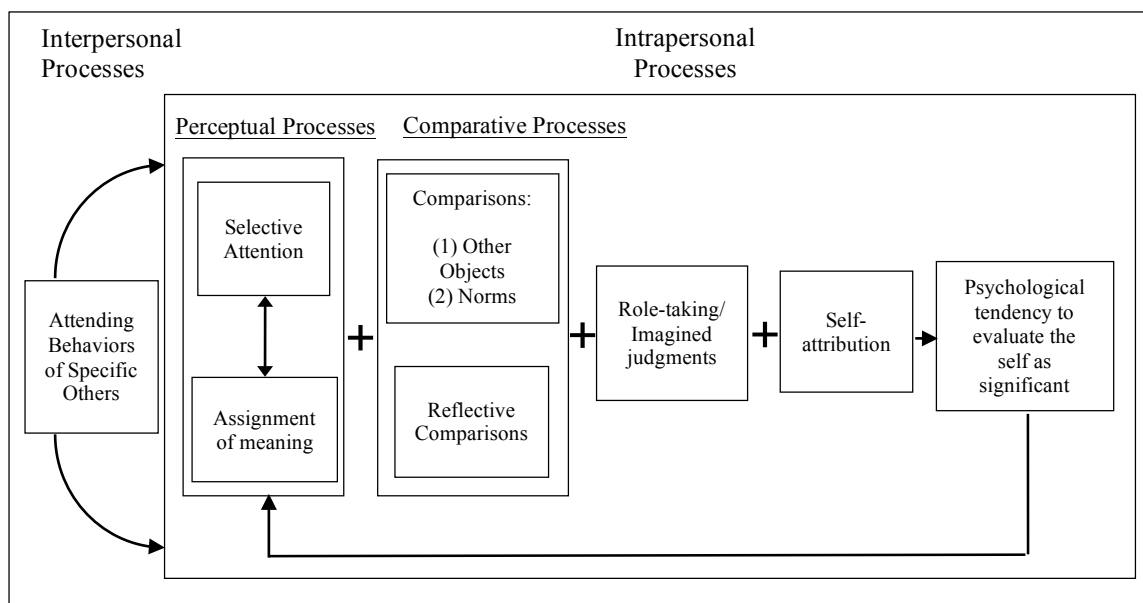 Interpersonal
Processes
Intrapersonal
Processes
Perceptual Processes
Comparative Processes
Attending
Behaviors
of Specific
Others
Selective
Attention
Assignment
of meaning
+
Comparisons:
(1) Other
Objects
(2) Norms
Reflective
Comparisons
+
Role-taking/
Imagined
judgments
+
Self-
attribution
Psychological
tendency to
evaluate the
self as
significant